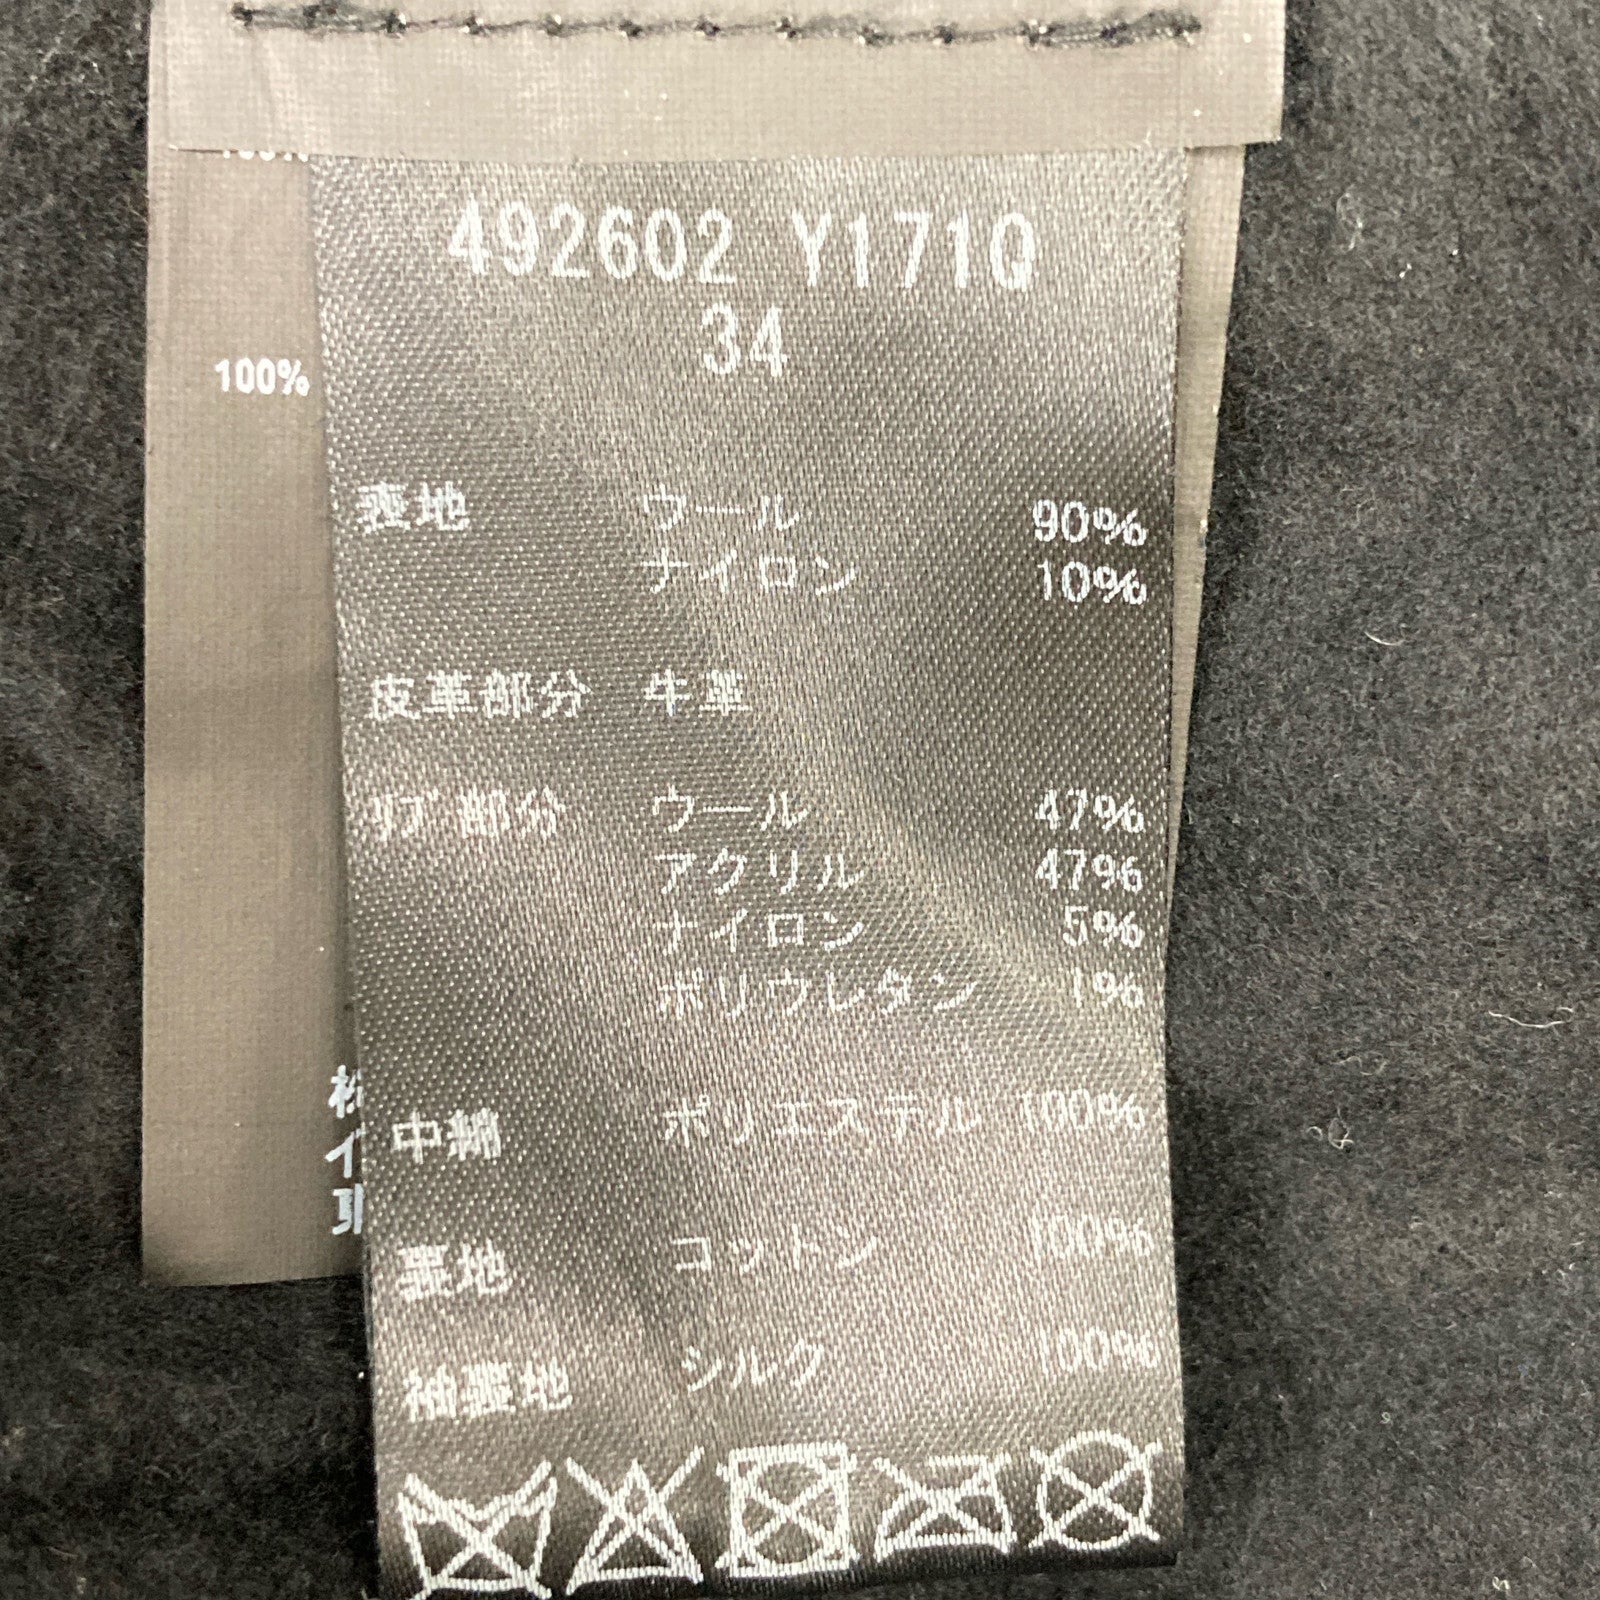 492602 Y171Q
34
100%
表地 ウール 90%
ナイロン 10%
皮革部分 牛革
リブ部分 ウール 47%
アクリル 47%
ナイロン 5%
ポリウレタン 1%
中綿 ポリエステル 100%
裏地 コットン 100%
袖裏地 シルク 100%